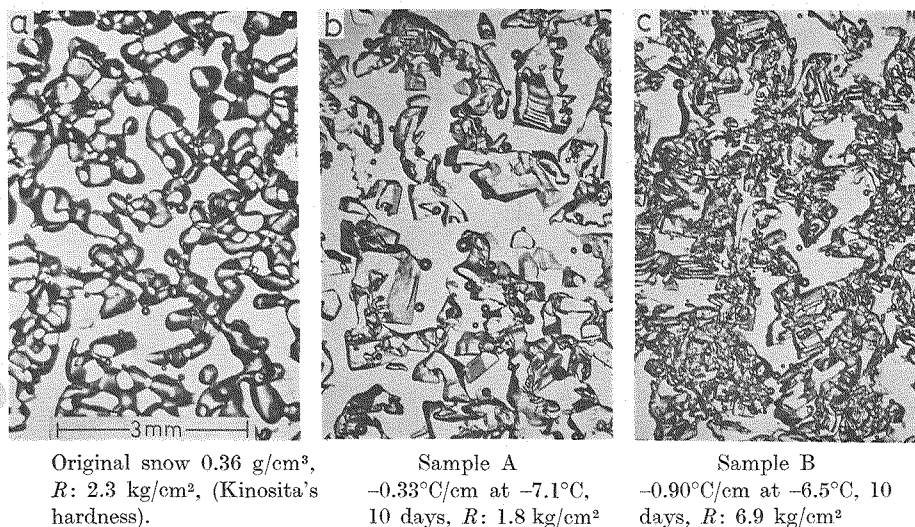 a
b
c
3mm
Original snow 0.36 g/cm³,
R: 2.3 kg/cm², (Kinosita's
hardness).
Sample A
–0.33°C/cm at –7.1°C,
10 days, R: 1.8 kg/cm²
Sample B
–0.90°C/cm at –6.5°C, 10
days, R: 6.9 kg/cm²